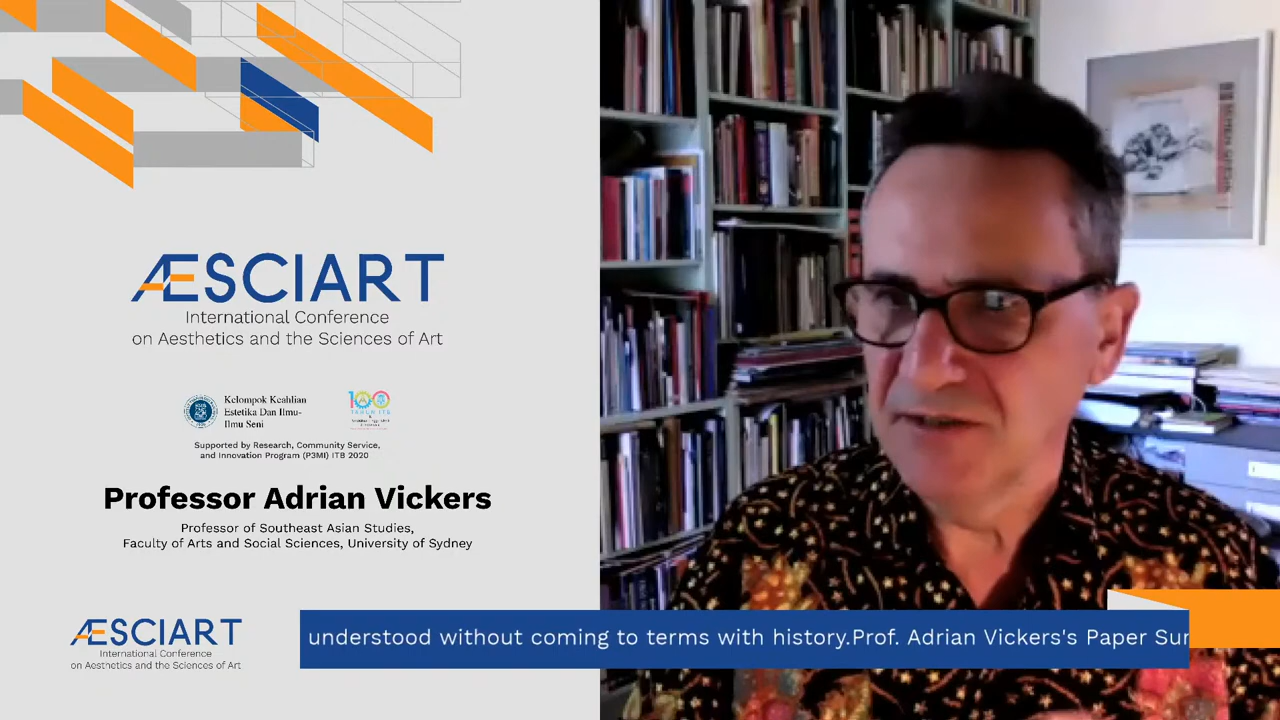 ÆSCIART
International Conference
on Aesthetics and the Sciences of Art
Kelompok Keahlian
Estetika Dan Ilmu-
Ilmu Seni
100
TAHUN ITB
Supported by Research, Community Service,
and Innovation Program (P3MI) ITB 2020
Professor Adrian Vickers
Professor of Southeast Asian Studies,
Faculty of Arts and Social Sciences, University of Sydney
ÆSCIART
International Conference
on Aesthetics and the Sciences of Art
understood without coming to terms with history.Prof. Adrian Vickers's Paper Sur